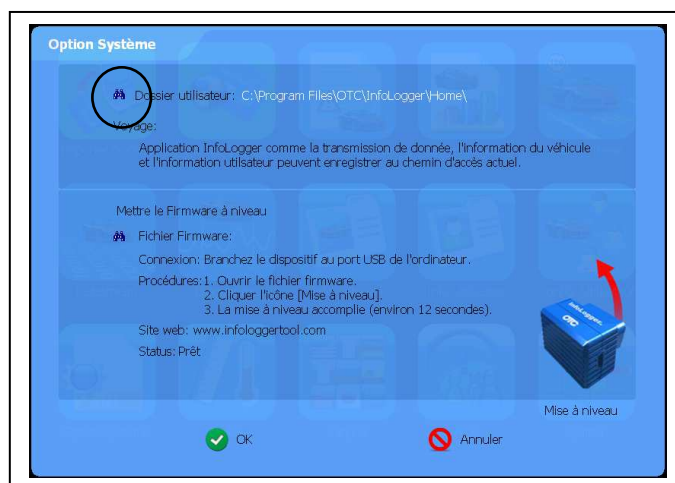 Option Système
Dossier utilisateur: C:\Program Files\OTC\InfoLogger\Home\
Voyage:
Application InfoLogger comme la transmission de donnée, l'information du véhicule
et l'information utilsateur peuvent enregistrer au chemin d'accès actuel.
Mettre le Firmware à niveau
Fichier Firmware:
Connexion: Branchez le dispositif au port USB de l'ordinateur.
Procédures: 1. Ouvrir le fichier firmware.
2. Cliquer l'icône [Mise à niveau].
3. La mise à niveau accomplie (environ 12 secondes).
Site web: www.infologgertool.com
Status: Prêt
InfoLogger.
OTC
Mise à niveau
OK
Annuler